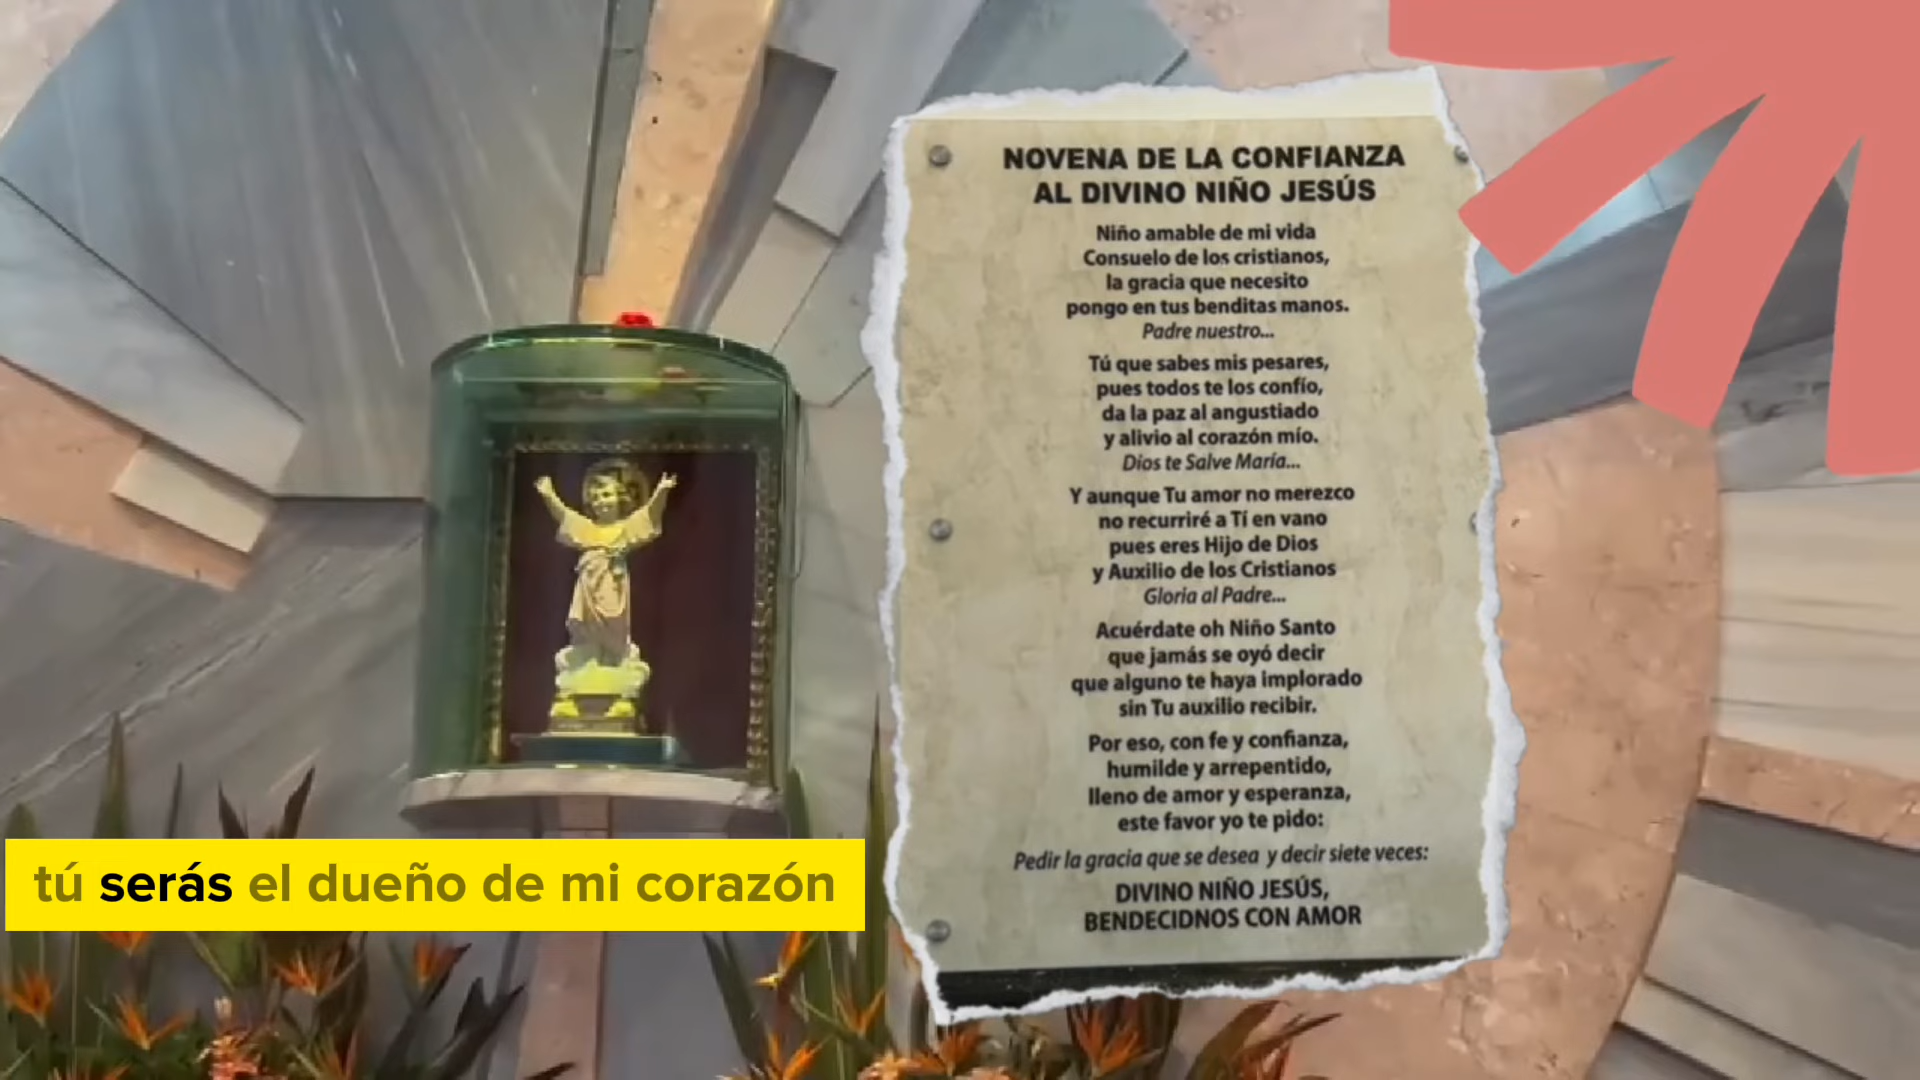 NOVENA DE LA CONFIANZA
AL DIVINO NIÑO JESÚS
Niño amable de mi vida
Consuelo de los cristianos,
la gracia que necesito
pongo en tus benditas manos.
Padre nuestro...
Tú que sabes mis pesares,
pues todos te los confío,
da la paz al angustiado
y alivio al corazón mío.
Dios te Salve María...
Y aunque Tu amor no merezco
no recurriré a Tí en vano
pues eres Hijo de Dios
y Auxilio de los Cristianos
Gloria al Padre...
Acuérdate oh Niño Santo
que jamás se oyó decir
que alguno te haya implorado
sin Tu auxilio recibir.
Por eso, con fe y confianza,
humilde y arrepentido,
lleno de amor y esperanza,
este favor yo te pido:
Pedir la gracia que se desea y decir siete veces:
DIVINO NIÑO JESÚS,
BENDECIDNOS CON AMOR
tú serás el dueño de mi corazón